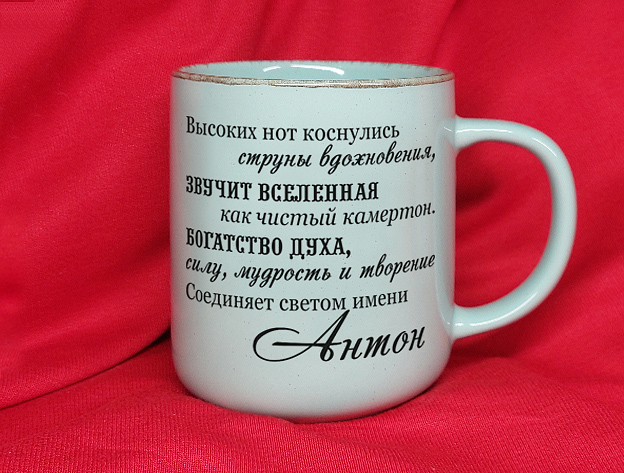 Высоких нот коснулись
струны вдохновения,
ЗВУЧИТ ВСЕЛЕННАЯ
как чистый камертон.
БОГАТСТВО ДУХА,
силу, мудрость и творение
Соединяет светом имени
Антон